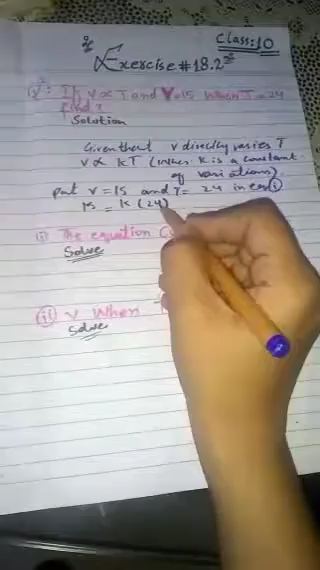 Class: 10
Exercise #18.2
Q: If V ∝ T and V=15 When T=24
find?
Solution
Given that v directly varies T
V ∝ KT (where K is a constant
of variations)
put V = 15 and T = 24 in eq (i)
15 = K (24)
(i) The equation
Solve
(ii) V When
Solve